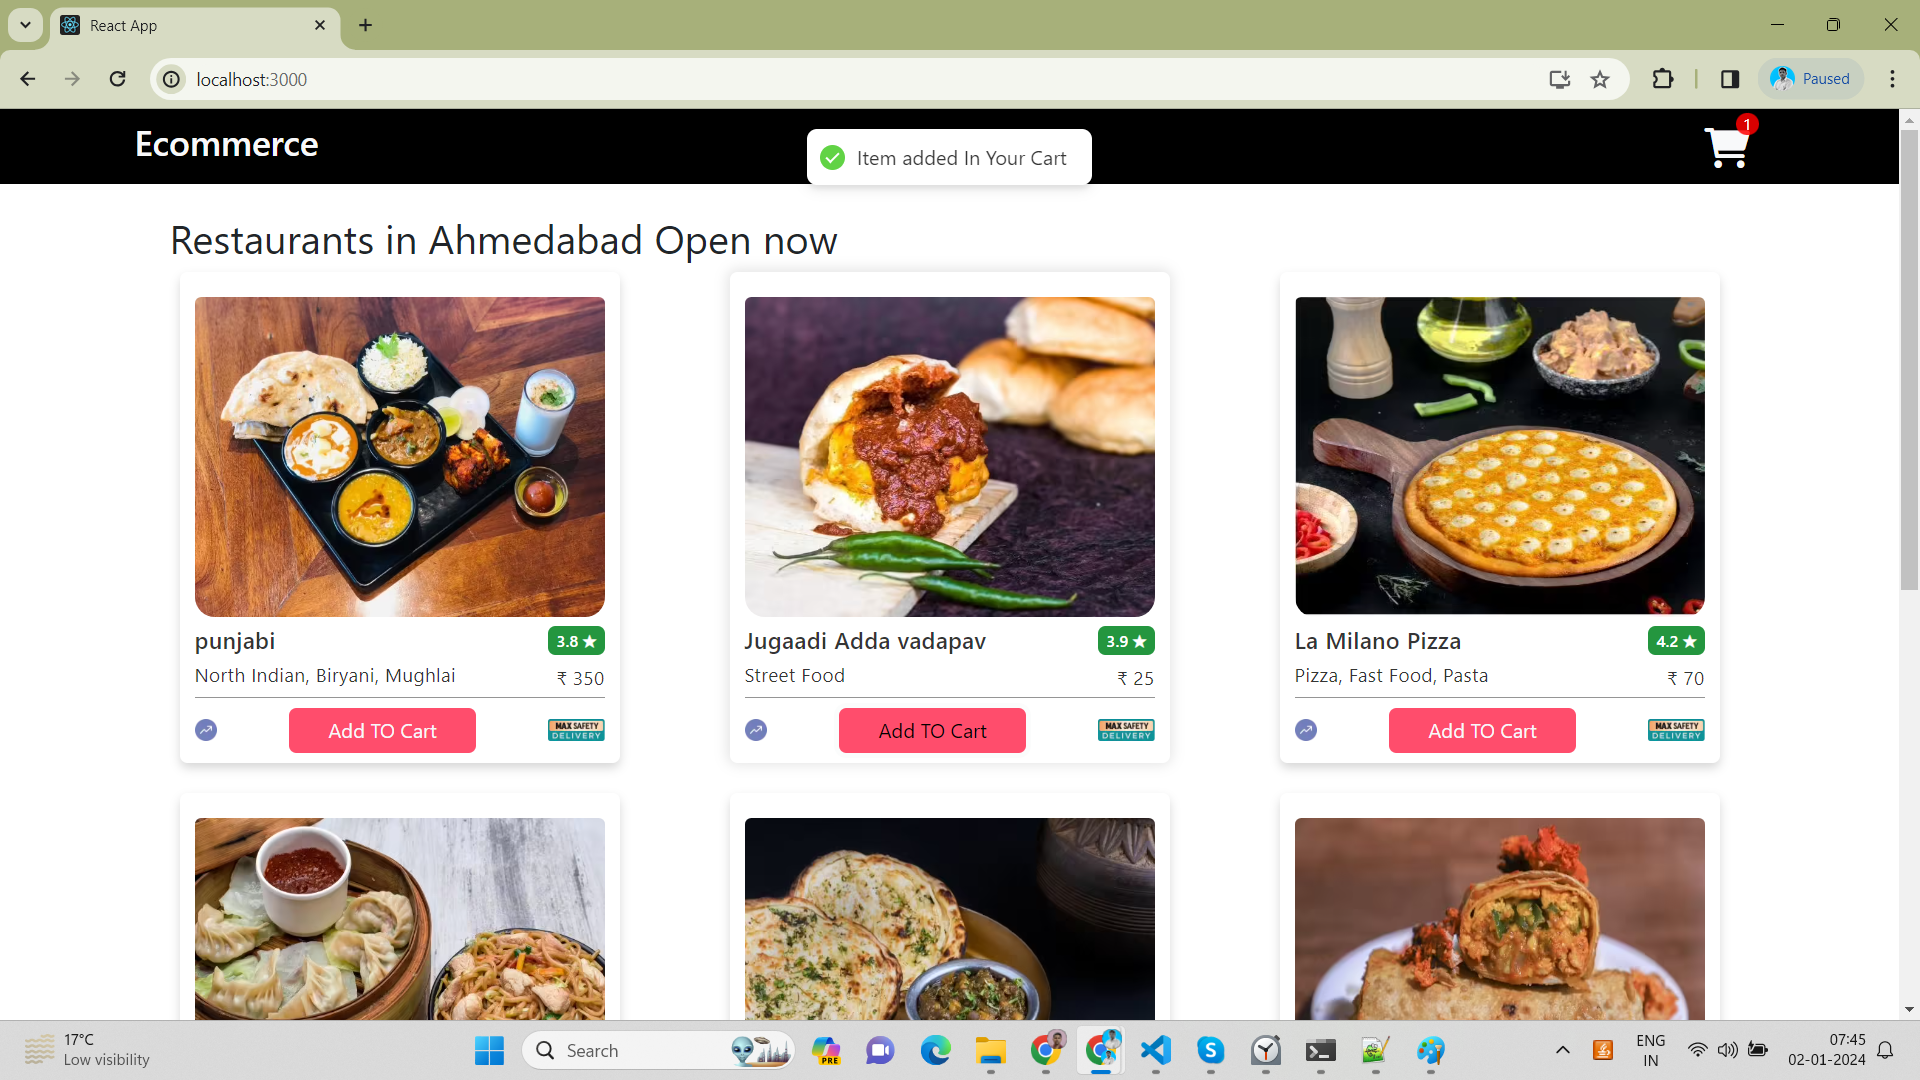 React App
localhost:3000
Paused
Ecommerce
Item added In Your Cart
1
Restaurants in Ahmedabad Open now
punjabi
3.8 ★
North Indian, Biryani, Mughlai
₹ 350
Add TO Cart
MAX SAFETY
DELIVERY
Jugaadi Adda vadapav
3.9 ★
Street Food
₹ 25
Add TO Cart
MAX SAFETY
DELIVERY
La Milano Pizza
4.2 ★
Pizza, Fast Food, Pasta
₹ 70
Add TO Cart
MAX SAFETY
DELIVERY
17°C
Low visibility
Search
PRE
ENG
IN
07:45
02-01-2024